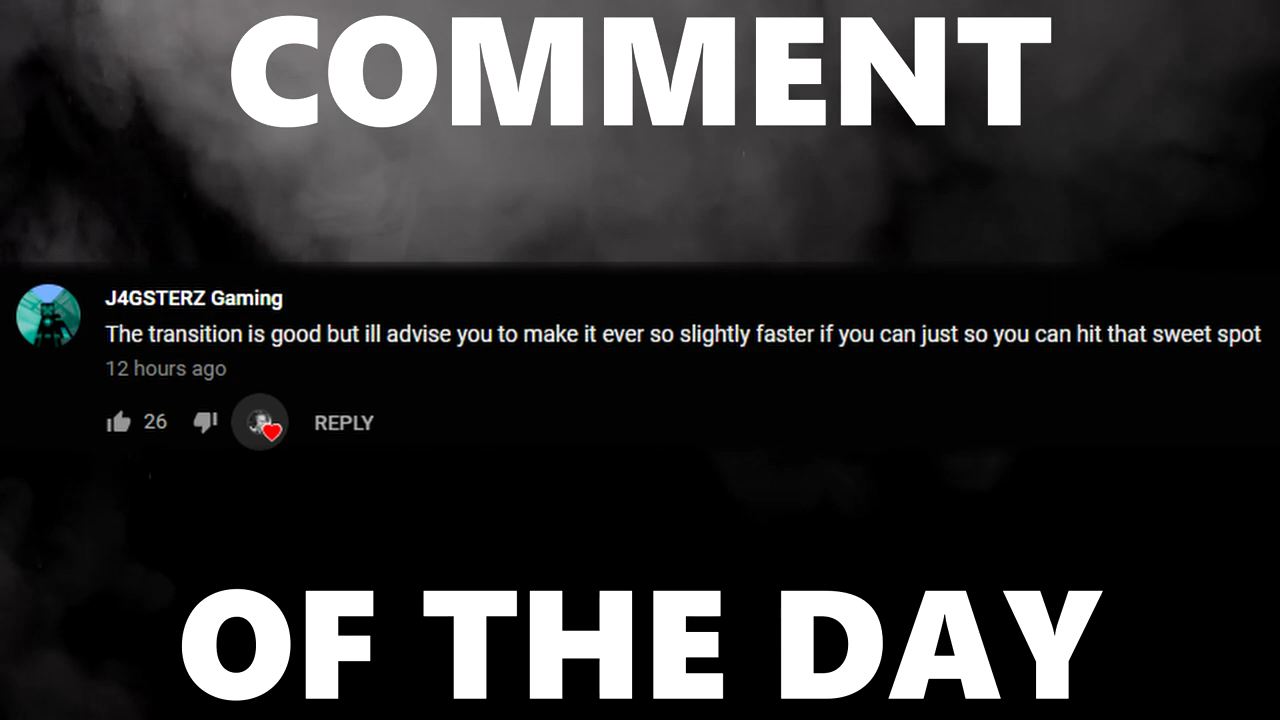 COMMENT
J4GSTERZ Gaming
The transition is good but ill advise you to make it ever so slightly faster if you can just so you can hit that sweet spot
12 hours ago
26 REPLY
OF THE DAY